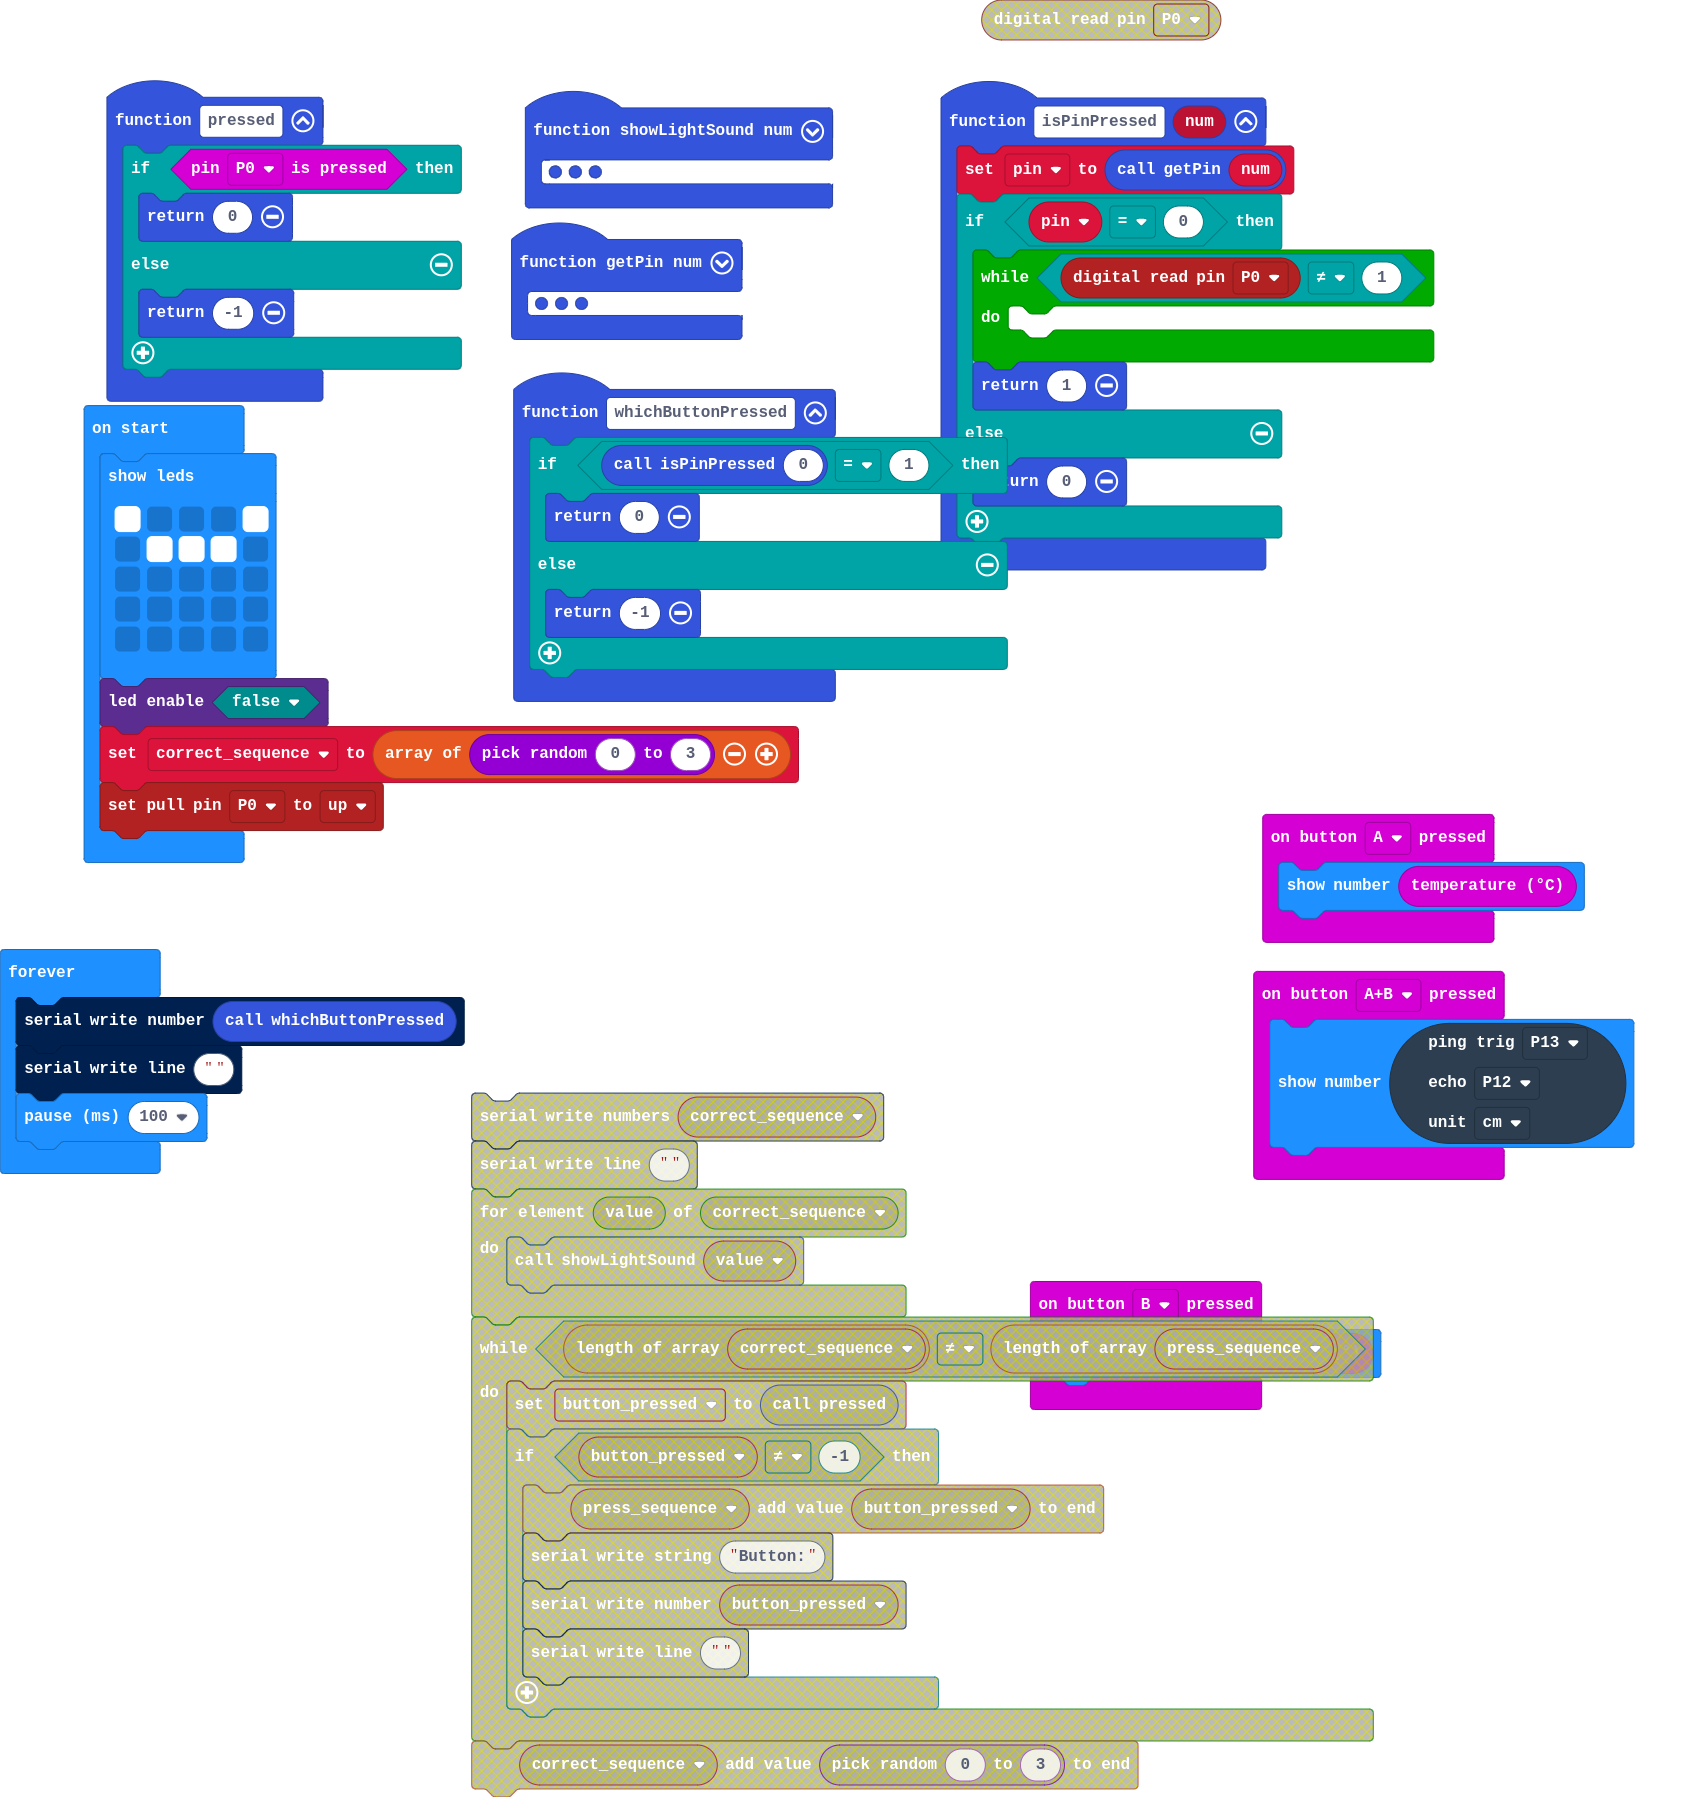 digital read pin P0
function pressed
if pin P0 is pressed then
return 0
else
return -1
function showLightSound num
function getPin num
function isPinPressed num
set pin to call getPin num
if pin = 0 then
while digital read pin P0 ≠ 1
do
return 1
else
urn 0
function whichButtonPressed
if call isPinPressed 0 = 1 then
return 0
else
return -1
on start
show leds
led enable false
set correct_sequence to array of pick random 0 to 3
set pull pin P0 to up
on button A pressed
show number temperature (°C)
forever
serial write number call whichButtonPressed
serial write line " "
pause (ms) 100
on button A+B pressed
show number ping trig P13
echo P12
unit cm
serial write numbers correct_sequence
serial write line " "
for element value of correct_sequence
do call showLightSound value
on button B pressed
while length of array correct_sequence ≠ length of array press_sequence
do set button_pressed to call pressed
if button_pressed ≠ -1 then
press_sequence add value button_pressed to end
serial write string "Button:"
serial write number button_pressed
serial write line " "
correct_sequence add value pick random 0 to 3 to end